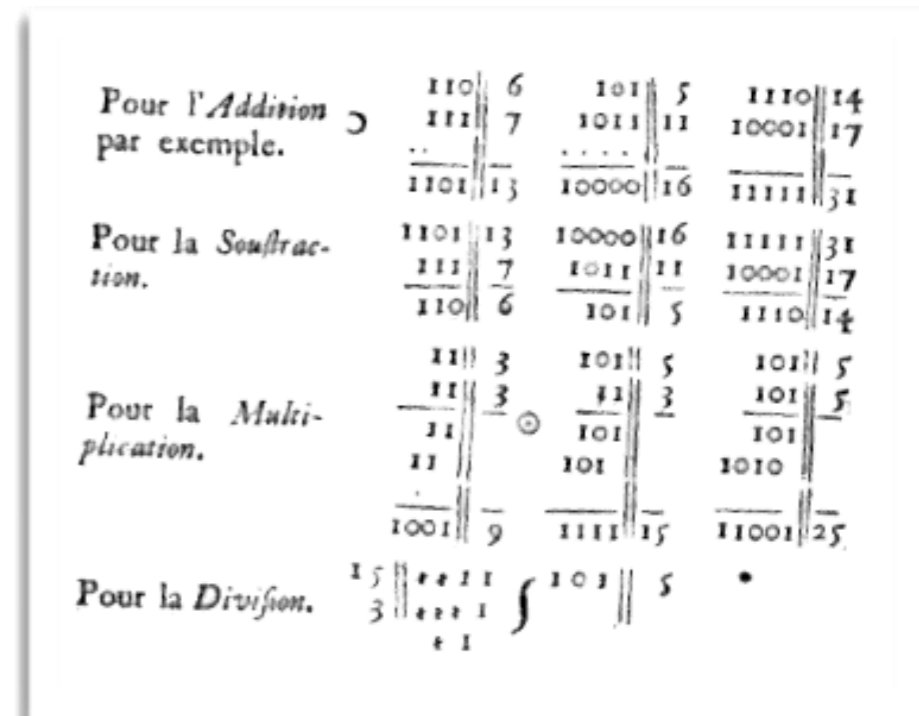 110 6 101 5 1110 14
Pour l'Addition ↄ 111 7 1011 11 10001 17
par exemple.
1101 13 10000 16 11111 31
Pour la Souſtrac- 1101 13 10000 16 11111 31
tion. 111 7 1011 11 10001 17
110 6 101 5 1110 14
11 3 101 5 101 5
Pour la Multi- 11 3 11 3 101 5
plication. 11 ☉ 101 101
11 101 1010
1001 9 1111 15 11001 25
15 1 1 101 5
Pour la Diviſion. 3 1 ʃ
1